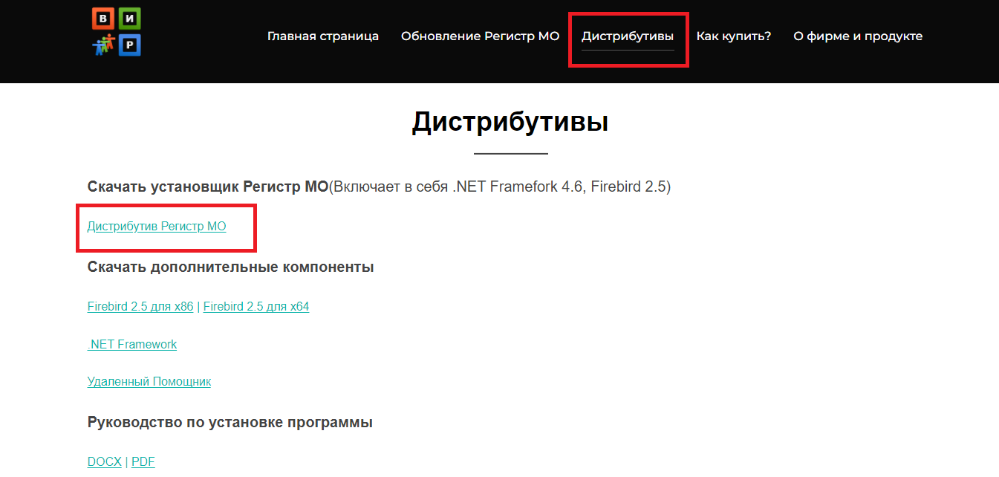 В И
Р
Главная страница Обновление Регистр МО Дистрибутивы Как купить? О фирме и продукте
Дистрибутивы
Скачать установщик Регистр МО(Включает в себя .NET Framefork 4.6, Firebird 2.5)
Дистрибутив Регистр МО
Скачать дополнительные компоненты
Firebird 2.5 для x86 | Firebird 2.5 для x64
.NET Framework
Удаленный Помощник
Руководство по установке программы
DOCX | PDF